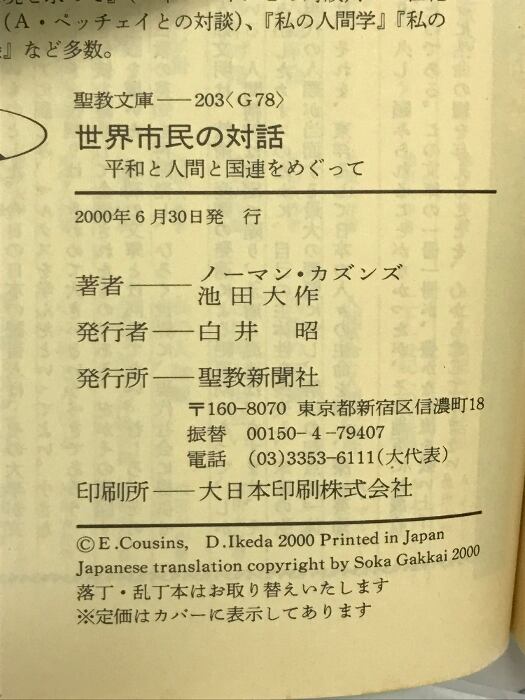 (A・ペッチェイとの対談)、『私の人間学』『私の
』など多数。
聖教文庫——203〈G78〉
世界市民の対話
平和と人間と国連をめぐって
2000年6月30日発 行
著者——ノーマン・カズンズ
池田大作
発行者——白井 昭
発行所——聖教新聞社
〒160-8070 東京都新宿区信濃町18
振替 00150-4-79407
電話 (03)3353-6111(大代表)
印刷所——大日本印刷株式会社
©E.Cousins, D.Ikeda 2000 Printed in Japan
Japanese translation copyright by Soka Gakkai 2000
落丁・乱丁本はお取り替えいたします
※定価はカバーに表示してあります